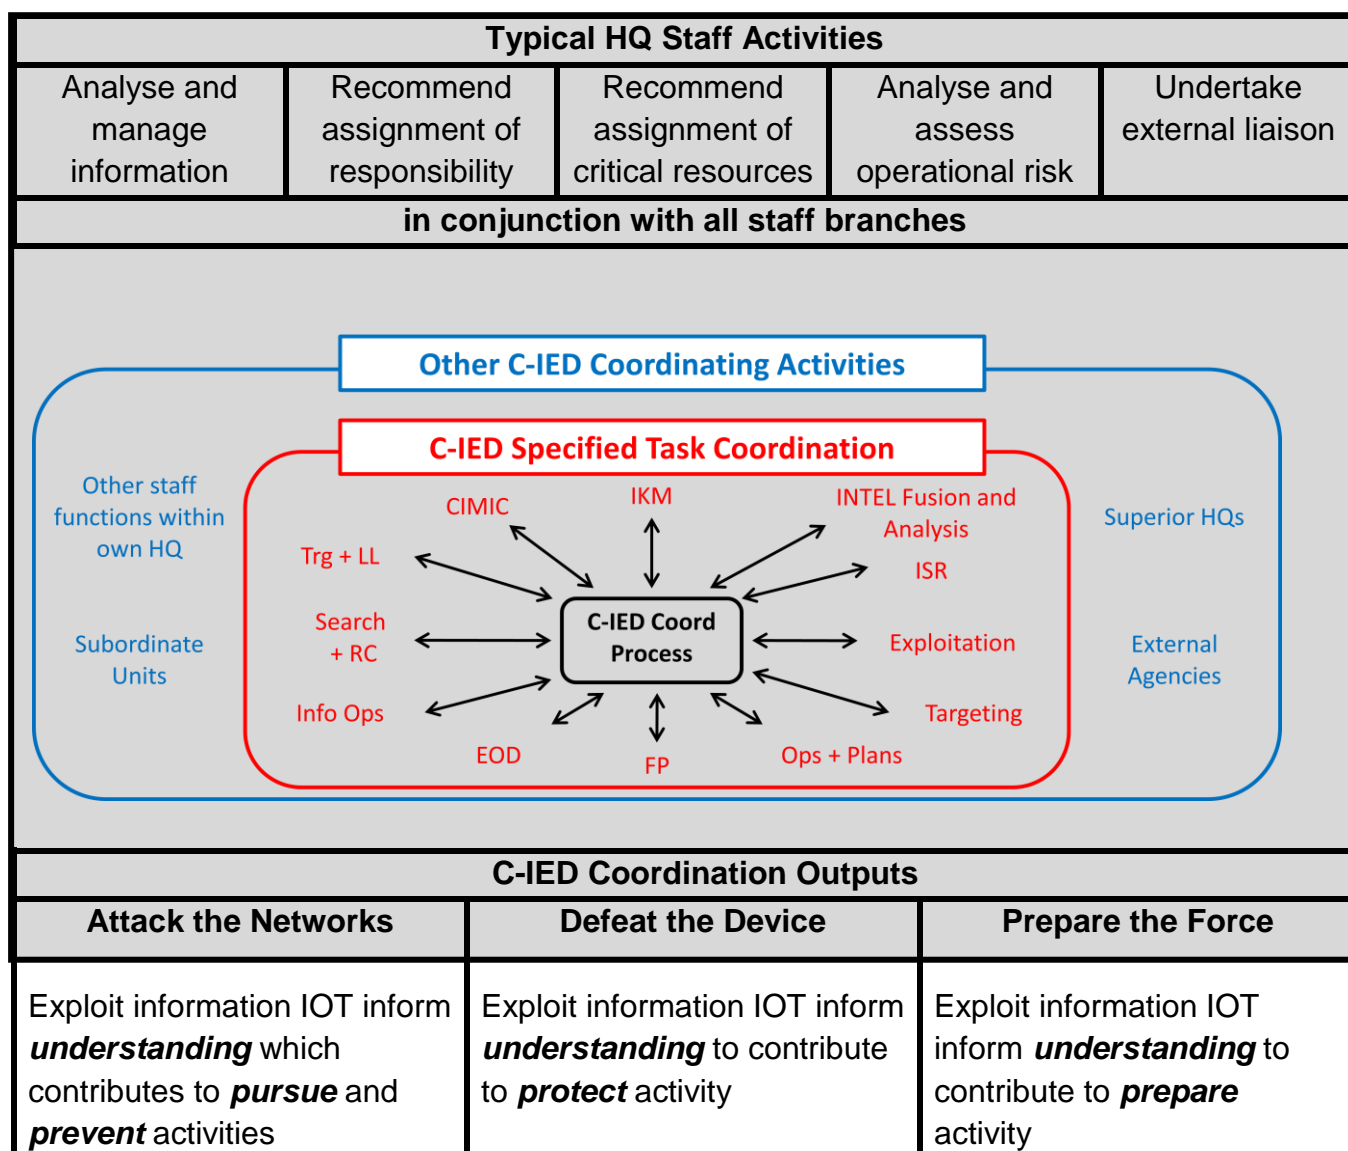 Typical HQ Staff Activities
Analyse and
manage
information
Recommend
assignment of
responsibility
Recommend
assignment of
critical resources
Analyse and
assess
operational risk
Undertake
external liaison
in conjunction with all staff branches
Other C-IED Coordinating Activities
C-IED Specified Task Coordination
Other staff
functions within
own HQ
Subordinate
Units
CIMIC
IKM
INTEL Fusion and
Analysis
Trg + LL
ISR
Search
+ RC
C-IED Coord
Process
Exploitation
Info Ops
Targeting
EOD
FP
Ops + Plans
Superior HQs
External
Agencies
C-IED Coordination Outputs
Attack the Networks
Defeat the Device
Prepare the Force
Exploit information IOT inform
understanding which
contributes to pursue and
prevent activities
Exploit information IOT inform
understanding to contribute
to protect activity
Exploit information IOT
inform understanding to
contribute to prepare
activity